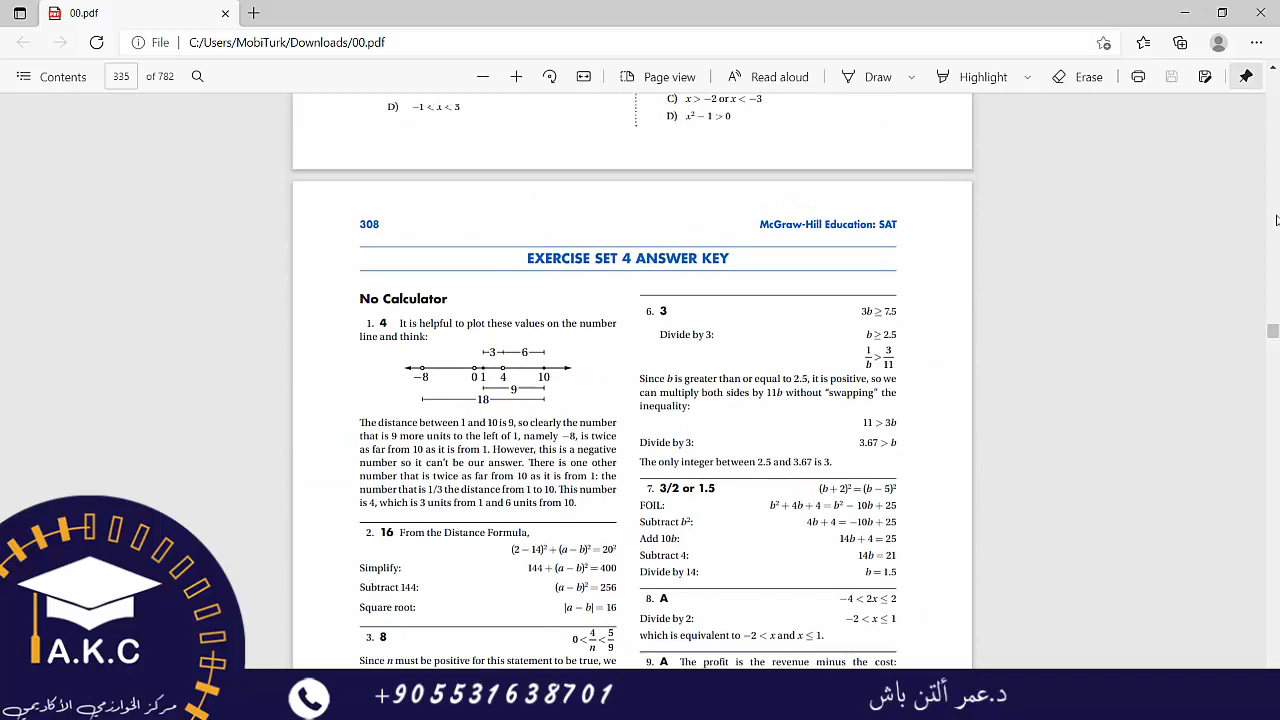 00.pdf
File
C:/Users/MobiTurk/Downloads/00.pdf
Contents
335
of 782
Page view
Read aloud
Draw
Highlight
Erase
D) −1 < x < 3
C) x > −2 or x < −3
D) x² − 1 > 0
308
McGraw-Hill Education: SAT
EXERCISE SET 4 ANSWER KEY
No Calculator
1. 4 It is helpful to plot these values on the number
line and think:
3 6
−8 0 1 4 10
9
18
The distance between 1 and 10 is 9, so clearly the number
that is 9 more units to the left of 1, namely −8, is twice
as far from 10 as it is from 1. However, this is a negative
number so it can't be our answer. There is one other
number that is twice as far from 10 as it is from 1: the
number that is 1/3 the distance from 1 to 10. This number
is 4, which is 3 units from 1 and 6 units from 10.
2. 16 From the Distance Formula,
(2 − 14)² + (a − b)² = 20²
Simplify: 144 + (a − b)² = 400
Subtract 144: (a − b)² = 256
Square root: |a − b| = 16
3. 8 0 < 4/n < 5/9
Since n must be positive for this statement to be true, we
6. 3 3b ≥ 7.5
Divide by 3: b ≥ 2.5
1/b > 3/11
Since b is greater than or equal to 2.5, it is positive, so we
can multiply both sides by 11b without "swapping" the
inequality:
11 > 3b
Divide by 3: 3.67 > b
The only integer between 2.5 and 3.67 is 3.
7. 3/2 or 1.5 (b + 2)² = (b − 5)²
FOIL: b² + 4b + 4 = b² − 10b + 25
Subtract b²: 4b + 4 = −10b + 25
Add 10b: 14b + 4 = 25
Subtract 4: 14b = 21
Divide by 14: b = 1.5
8. A −4 < 2x ≤ 2
Divide by 2: −2 < x ≤ 1
which is equivalent to −2 < x and x ≤ 1.
9. A The profit is the revenue minus the cost:
A.K.C
مركز الخوارزمي الأكاديمي
+905531638701
د.عمر ألتن باش